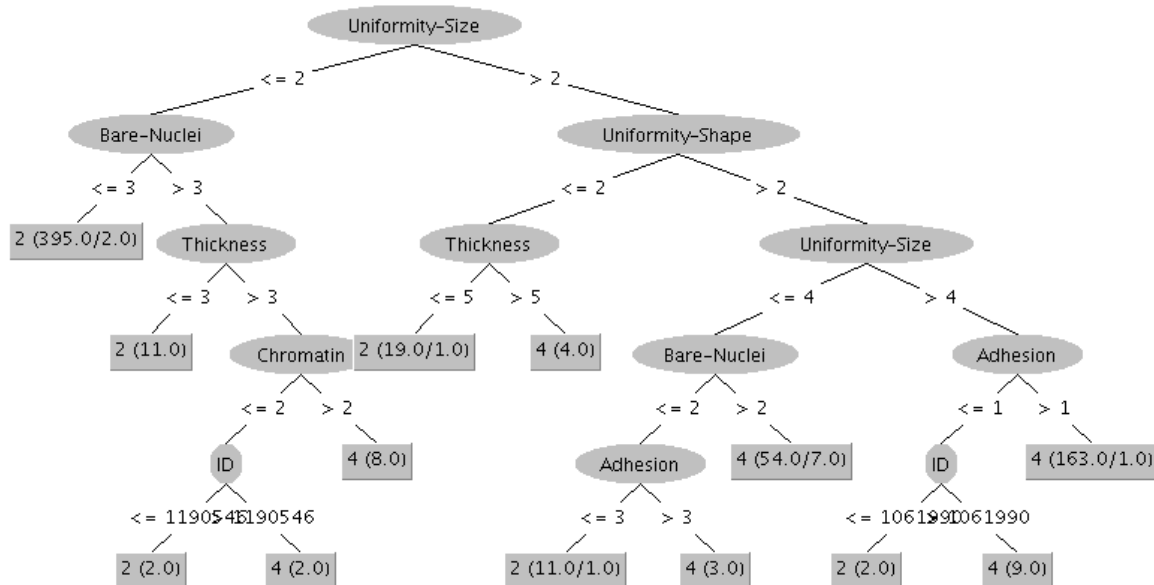 Uniformity-Size
<= 2 > 2
Bare-Nuclei Uniformity-Shape
<= 3 > 3 <= 2 > 2
2 (395.0/2.0) Thickness Thickness Uniformity-Size
<= 3 > 3 <= 5 > 5 <= 4 > 4
2 (11.0) Chromatin 2 (19.0/1.0) 4 (4.0) Bare-Nuclei Adhesion
<= 2 > 2 <= 2 > 2 <= 1 > 1
ID 4 (8.0) Adhesion 4 (54.0/7.0) ID 4 (163.0/1.0)
<= 1190546 > 1190546 <= 3 > 3 <= 1061990 > 1061990
2 (2.0) 4 (2.0) 2 (11.0/1.0) 4 (3.0) 2 (2.0) 4 (9.0)